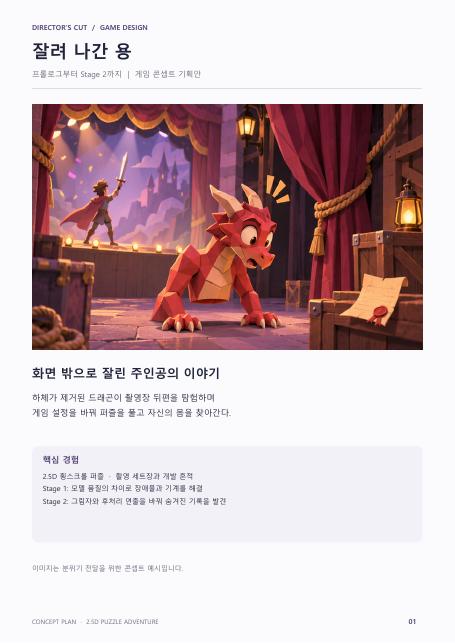 DIRECTOR'S CUT / GAME DESIGN
잘려 나간 용
프롤로그부터 Stage 2까지 | 게임 콘셉트 기획안
화면 밖으로 잘린 주인공의 이야기
하체가 제거된 드래곤이 촬영장 뒤편을 탐험하며
게임 설정을 바꿔 퍼즐을 풀고 자신의 몸을 찾아간다.
핵심 경험
2.5D 횡스크롤 퍼즐 · 촬영 세트장과 개발 흔적
Stage 1: 모델 품질의 차이로 장애물과 기계를 해결
Stage 2: 그림자와 후처리 연출을 바꿔 숨겨진 기록을 발견
이미지는 분위기 전달을 위한 콘셉트 예시입니다.
CONCEPT PLAN · 2.5D PUZZLE ADVENTURE
01